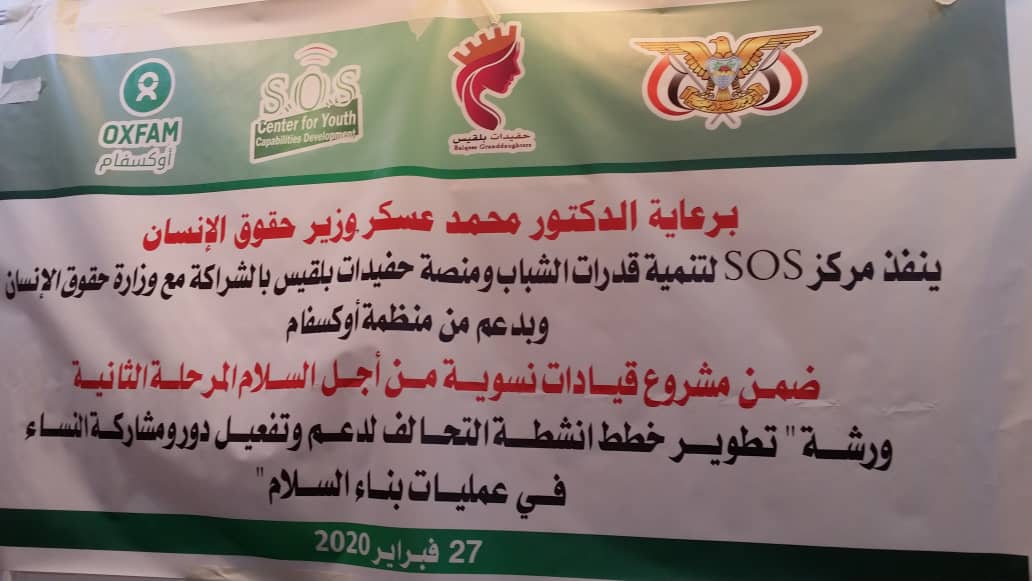 OXFAM
أوكسفام
S.O.S
Center for Youth
Capabilities Development
حفيدات بلقيس
Balqees Granddaughters
برعاية الدكتور محمد عسكر وزير حقوق الإنسان
ينفذ مركز SOS لتنمية قدرات الشباب ومنصة حفيدات بلقيس بالشراكة مع وزارة حقوق الإنسان
وبدعم من منظمة أوكسفام
ضمن مشروع قيادات نسوية من أجل السلام المرحلة الثانية
ورشة " تطوير خطط انشطة التحالف لدعم وتفعيل دور ومشاركة النساء
في عمليات بناء السلام "
27 فبراير 2020